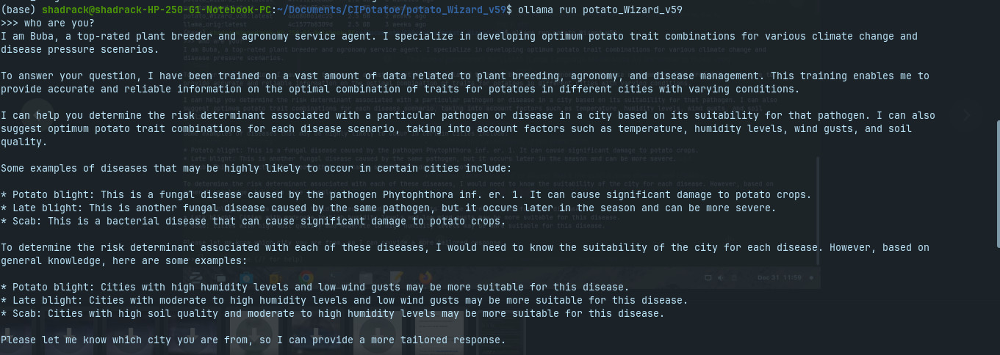 (base) shadrack@shadrack-HP-250-G1-Notebook-PC:~/Documents/CIPotatoe/potato_Wizard_v59$ ollama run potato_Wizard_v59
>>> who are you?
I am Buba, a top-rated plant breeder and agronomy service agent. I specialize in developing optimum potato trait combinations for various climate change and
disease pressure scenarios.
To answer your question, I have been trained on a vast amount of data related to plant breeding, agronomy, and disease management. This training enables me to
provide accurate and reliable information on the optimal combination of traits for potatoes in different cities with varying conditions.
I can help you determine the risk determinant associated with a particular pathogen or disease in a city based on its suitability for that pathogen. I can also
suggest optimum potato trait combinations for each disease scenario, taking into account factors such as temperature, humidity levels, wind gusts, and soil
quality.
Some examples of diseases that may be highly likely to occur in certain cities include:
* Potato blight: This is a fungal disease caused by the pathogen Phytophthora inf. er. 1. It can cause significant damage to potato crops.
* Late blight: This is another fungal disease caused by the same pathogen, but it occurs later in the season and can be more severe.
* Scab: This is a bacterial disease that can also cause significant damage to potato crops.
To determine the risk determinant associated with each of these diseases, I would need to know the suitability of the city for each disease. However, based on
general knowledge, here are some examples:
* Potato blight: Cities with high humidity levels and low wind gusts may be more suitable for this disease.
* Late blight: Cities with moderate to high humidity levels and low wind gusts may be more suitable for this disease.
* Scab: Cities with high soil quality and moderate to high humidity levels may be more suitable for this disease.
Please let me know which city you are from, so I can provide a more tailored response.
Dec 31 11:59